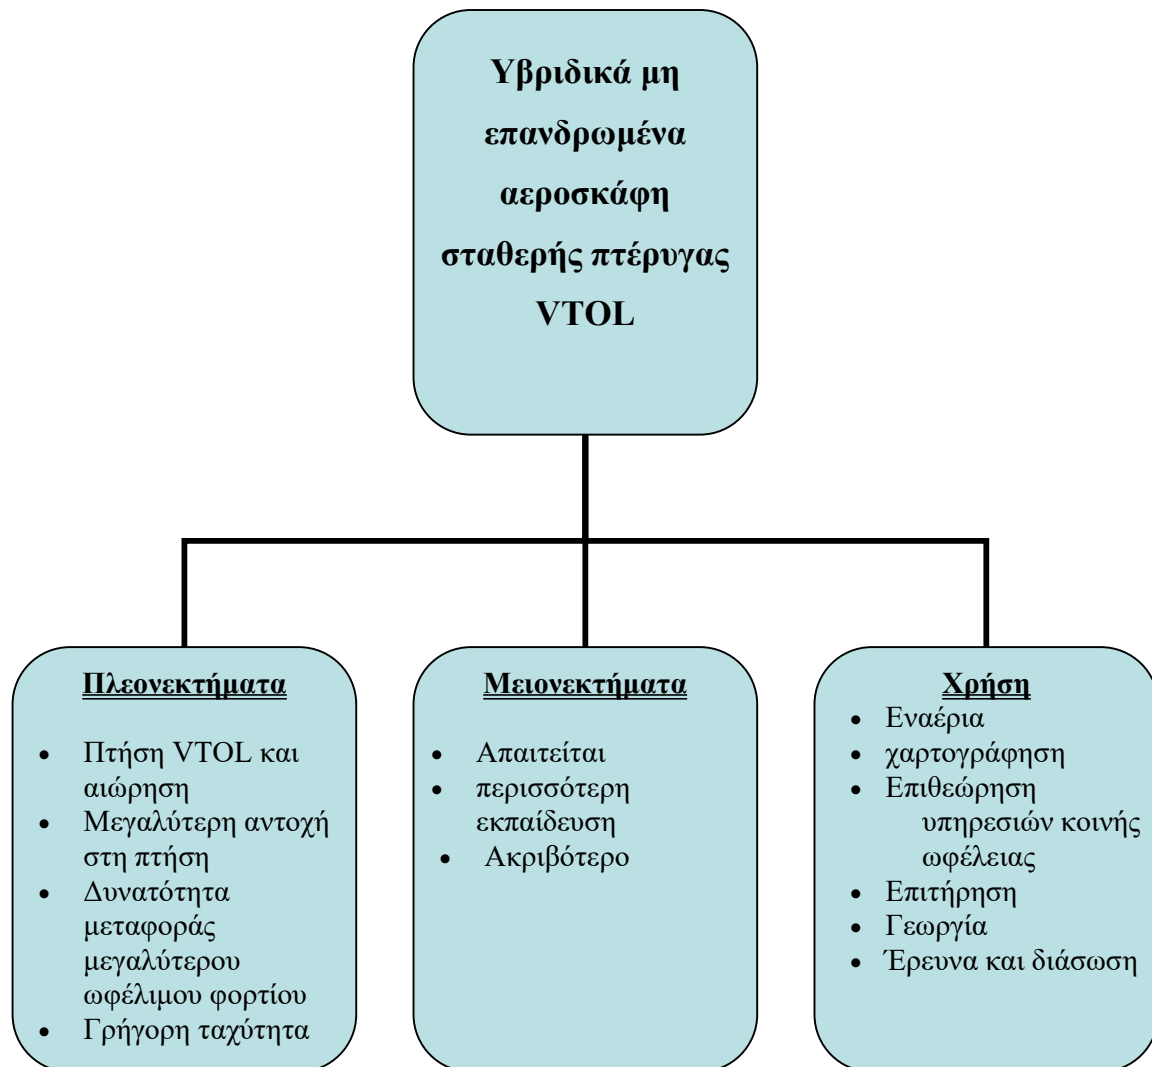 Υβριδικά μη
επανδρωμένα
αεροσκάφη
σταθερής πτέρυγας
VTOL
Πλεονεκτήματα
• Πτήση VTOL και
αιώρηση
• Μεγαλύτερη αντοχή
στη πτήση
• Δυνατότητα
μεταφοράς
μεγαλύτερου
ωφέλιμου φορτίου
• Γρήγορη ταχύτητα
Μειονεκτήματα
• Απαιτείται
• περισσότερη
εκπαίδευση
• Ακριβότερο
Χρήση
• Εναέρια
• χαρτογράφηση
• Επιθεώρηση
υπηρεσιών κοινής
ωφέλειας
• Επιτήρηση
• Γεωργία
• Έρευνα και διάσωση